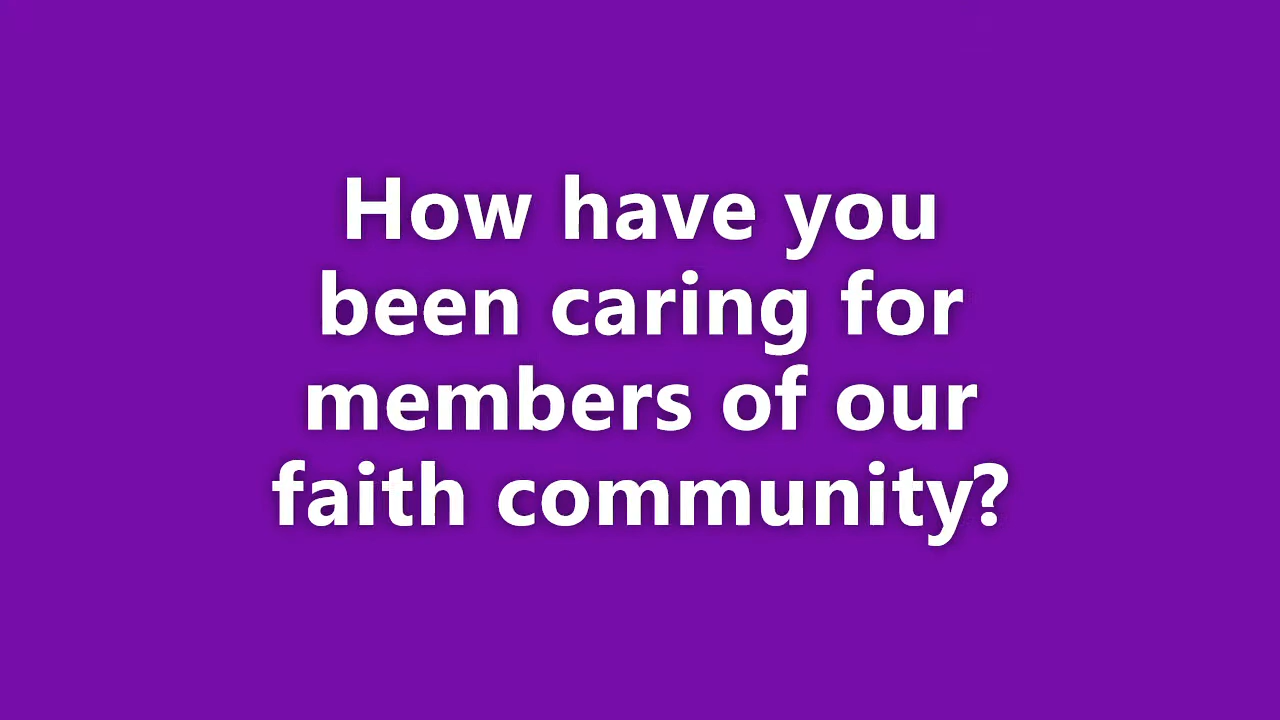 How have you
been caring for
members of our
faith community?